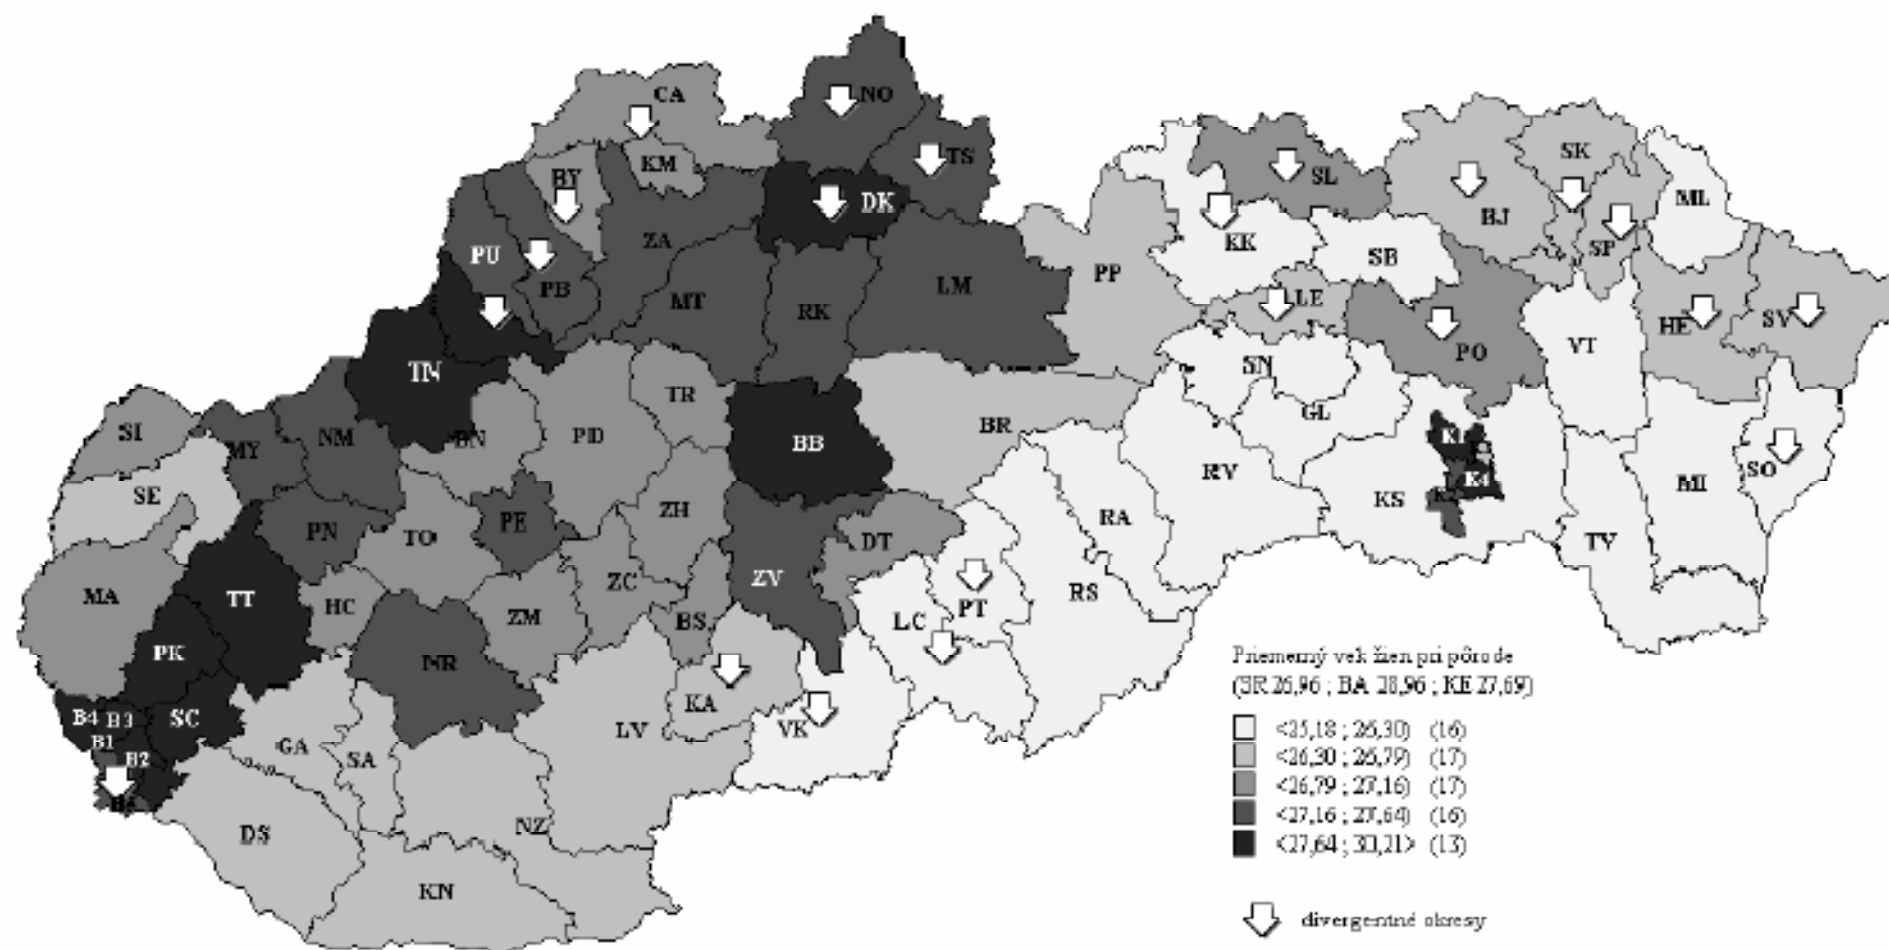 CA
NO
TS
BY
KM
DK
SL
SK
ML
BJ
KK
SB
SP
PU
ZA
PB
MT
RK
LM
PP
LE
PO
VT
HE
SV
TN
TR
BR
SN
GL
SI
MY
NM
BN
PD
BB
SE
PN
TO
PE
ZH
ZV
DT
RA
RV
KS
K1
K4
MI
SO
TV
MA
TT
HC
ZM
ZC
BS
LC
PT
RS
PK
NR
KA
VK
B4
B3
SC
B1
B2
GA
SA
LV
DS
NZ
KN
Priemerný vek žien pri pôrode
(SR 26,96 ; BA 28,96 ; KE 27,69)
<25,18 ; 26,30) (16)
<26,30 ; 26,79) (17)
<26,79 ; 27,16) (17)
<27,16 ; 27,64) (16)
<27,64 ; 30,21> (13)
divergentné okresy